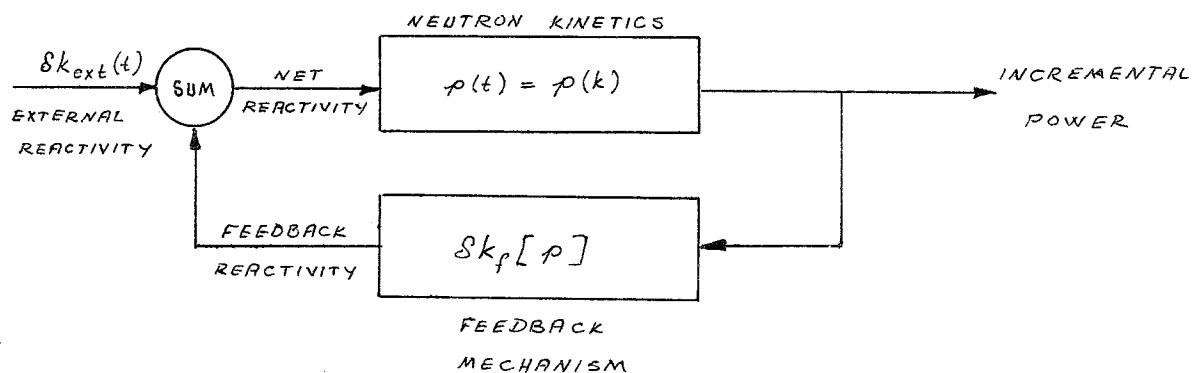 NEUTRON KINETICS
δk_ext(t)
SUM
NET
REACTIVITY
p(t) = p(k)
INCREMENTAL
POWER
EXTERNAL
REACTIVITY
FEEDBACK
REACTIVITY
δk_f[p]
FEEDBACK
MECHANISM